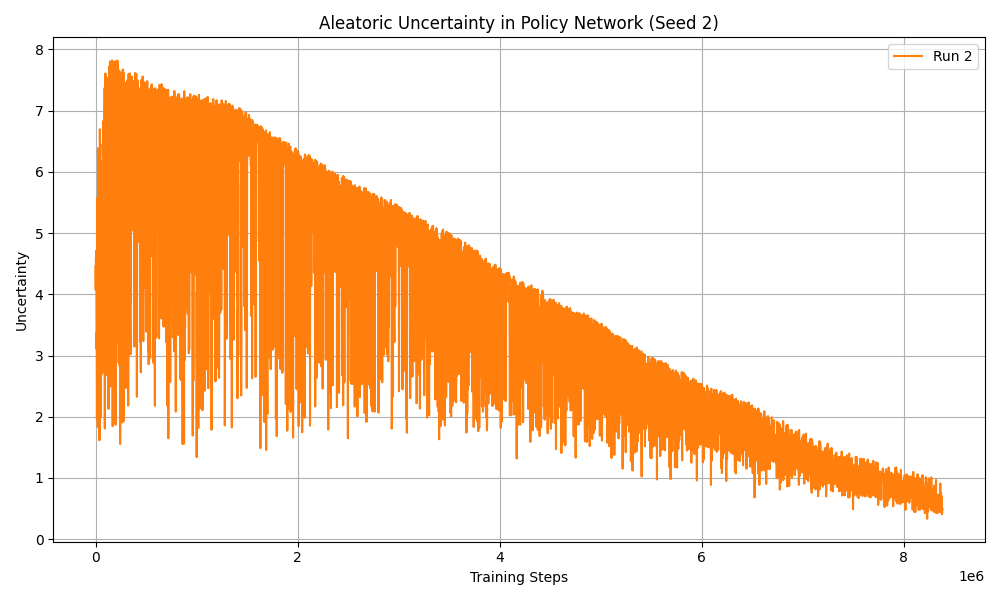 Aleatoric Uncertainty in Policy Network (Seed 2)
Run 2
Uncertainty
8
7
6
5
4
3
2
1
0
0 2 4 6 8
1e6
Training Steps